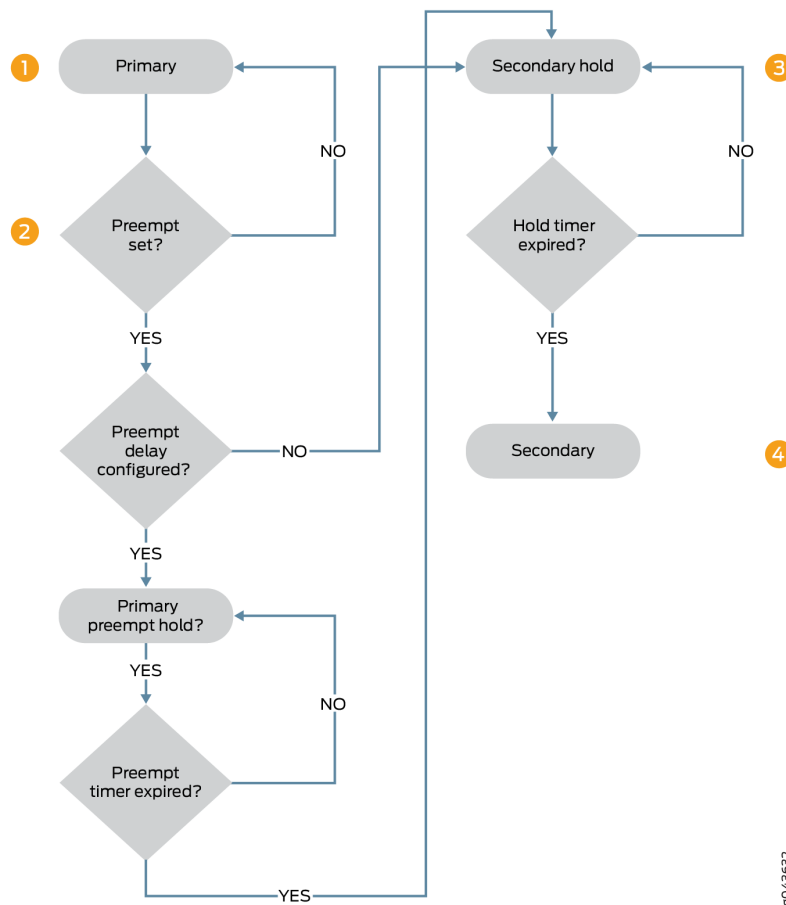 1
Primary
NO
2
Preempt
set?
YES
Preempt
delay
configured?
NO
YES
Primary
preempt hold?
YES
NO
Preempt
timer expired?
YES
Secondary hold
3
NO
Hold timer
expired?
YES
Secondary
4